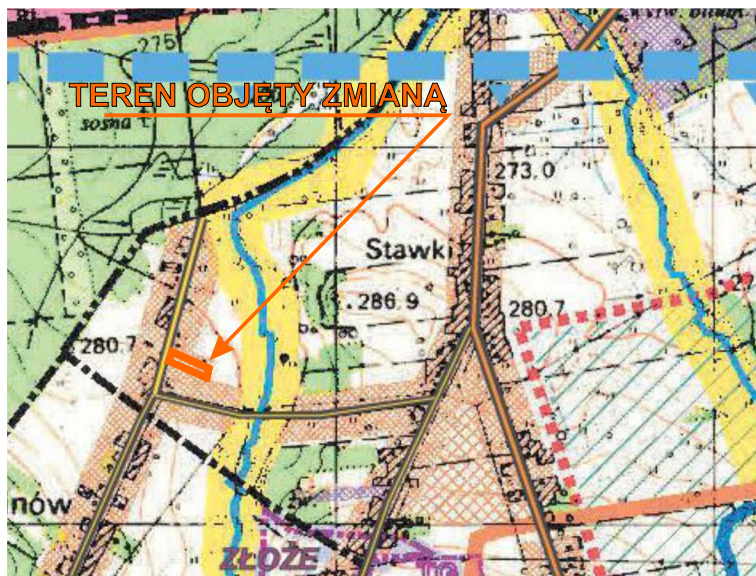 275
TEREN OBJĘTY ZMIANĄ
sosna
273.0
Stawki
286.9
280.7
280.7
nów
ZŁOŻE